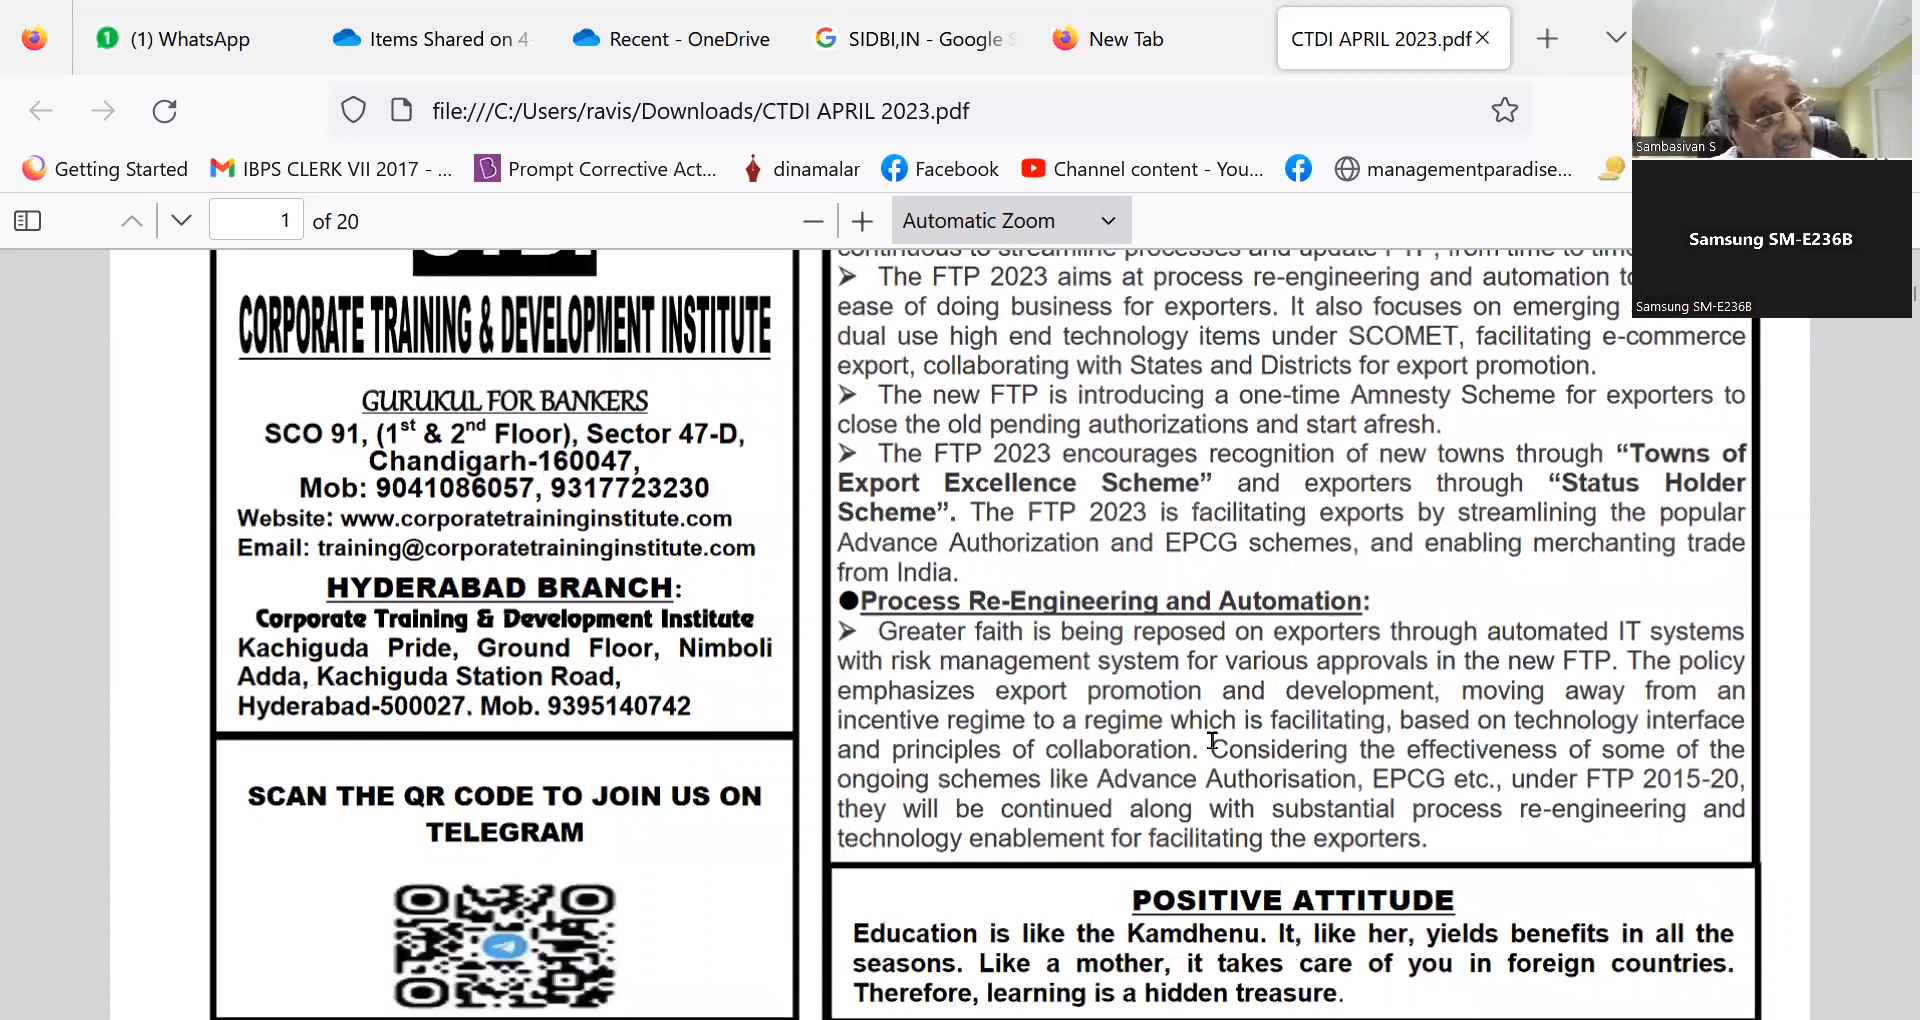 (1) WhatsApp
Items Shared on 4-
Recent - OneDrive
SIDBI,IN - Google S
New Tab
CTDI APRIL 2023.pdf
file:///C:/Users/ravis/Downloads/CTDI APRIL 2023.pdf
Getting Started
IBPS CLERK VII 2017 - ...
Prompt Corrective Act...
dinamalar
Facebook
Channel content - You...
managementparadise...
1 of 20
Automatic Zoom
Sambasivan S
Samsung SM-E236B
Samsung SM-E236B
CORPORATE TRAINING & DEVELOPMENT INSTITUTE
GURUKUL FOR BANKERS
SCO 91, (1st & 2nd Floor), Sector 47-D,
Chandigarh-160047,
Mob: 9041086057, 9317723230
Website: www.corporatetraininginstitute.com
Email: training@corporatetraininginstitute.com
HYDERABAD BRANCH:
Corporate Training & Development Institute
Kachiguda Pride, Ground Floor, Nimboli
Adda, Kachiguda Station Road,
Hyderabad-500027. Mob. 9395140742
SCAN THE QR CODE TO JOIN US ON
TELEGRAM
continuous to streamline processes and update FTP, from time to time
➢ The FTP 2023 aims at process re-engineering and automation to
ease of doing business for exporters. It also focuses on emerging
dual use high end technology items under SCOMET, facilitating e-commerce
export, collaborating with States and Districts for export promotion.
➢ The new FTP is introducing a one-time Amnesty Scheme for exporters to
close the old pending authorizations and start afresh.
➢ The FTP 2023 encourages recognition of new towns through “Towns of
Export Excellence Scheme” and exporters through “Status Holder
Scheme”. The FTP 2023 is facilitating exports by streamlining the popular
Advance Authorization and EPCG schemes, and enabling merchanting trade
from India.
●Process Re-Engineering and Automation:
➢ Greater faith is being reposed on exporters through automated IT systems
with risk management system for various approvals in the new FTP. The policy
emphasizes export promotion and development, moving away from an
incentive regime to a regime which is facilitating, based on technology interface
and principles of collaboration. Considering the effectiveness of some of the
ongoing schemes like Advance Authorisation, EPCG etc., under FTP 2015-20,
they will be continued along with substantial process re-engineering and
technology enablement for facilitating the exporters.
POSITIVE ATTITUDE
Education is like the Kamdhenu. It, like her, yields benefits in all the
seasons. Like a mother, it takes care of you in foreign countries.
Therefore, learning is a hidden treasure.